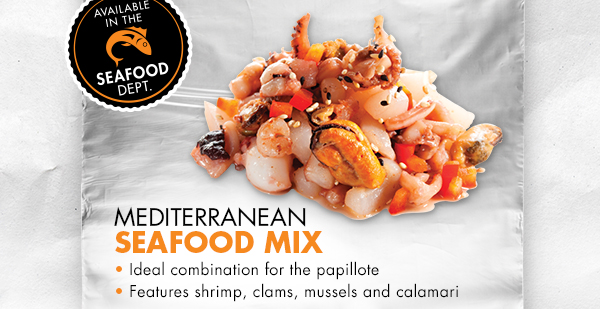 AVAILABLE
IN THE
SEAFOOD
DEPT.
MEDITERRANEAN
SEAFOOD MIX
• Ideal combination for the papillote
• Features shrimp, clams, mussels and calamari